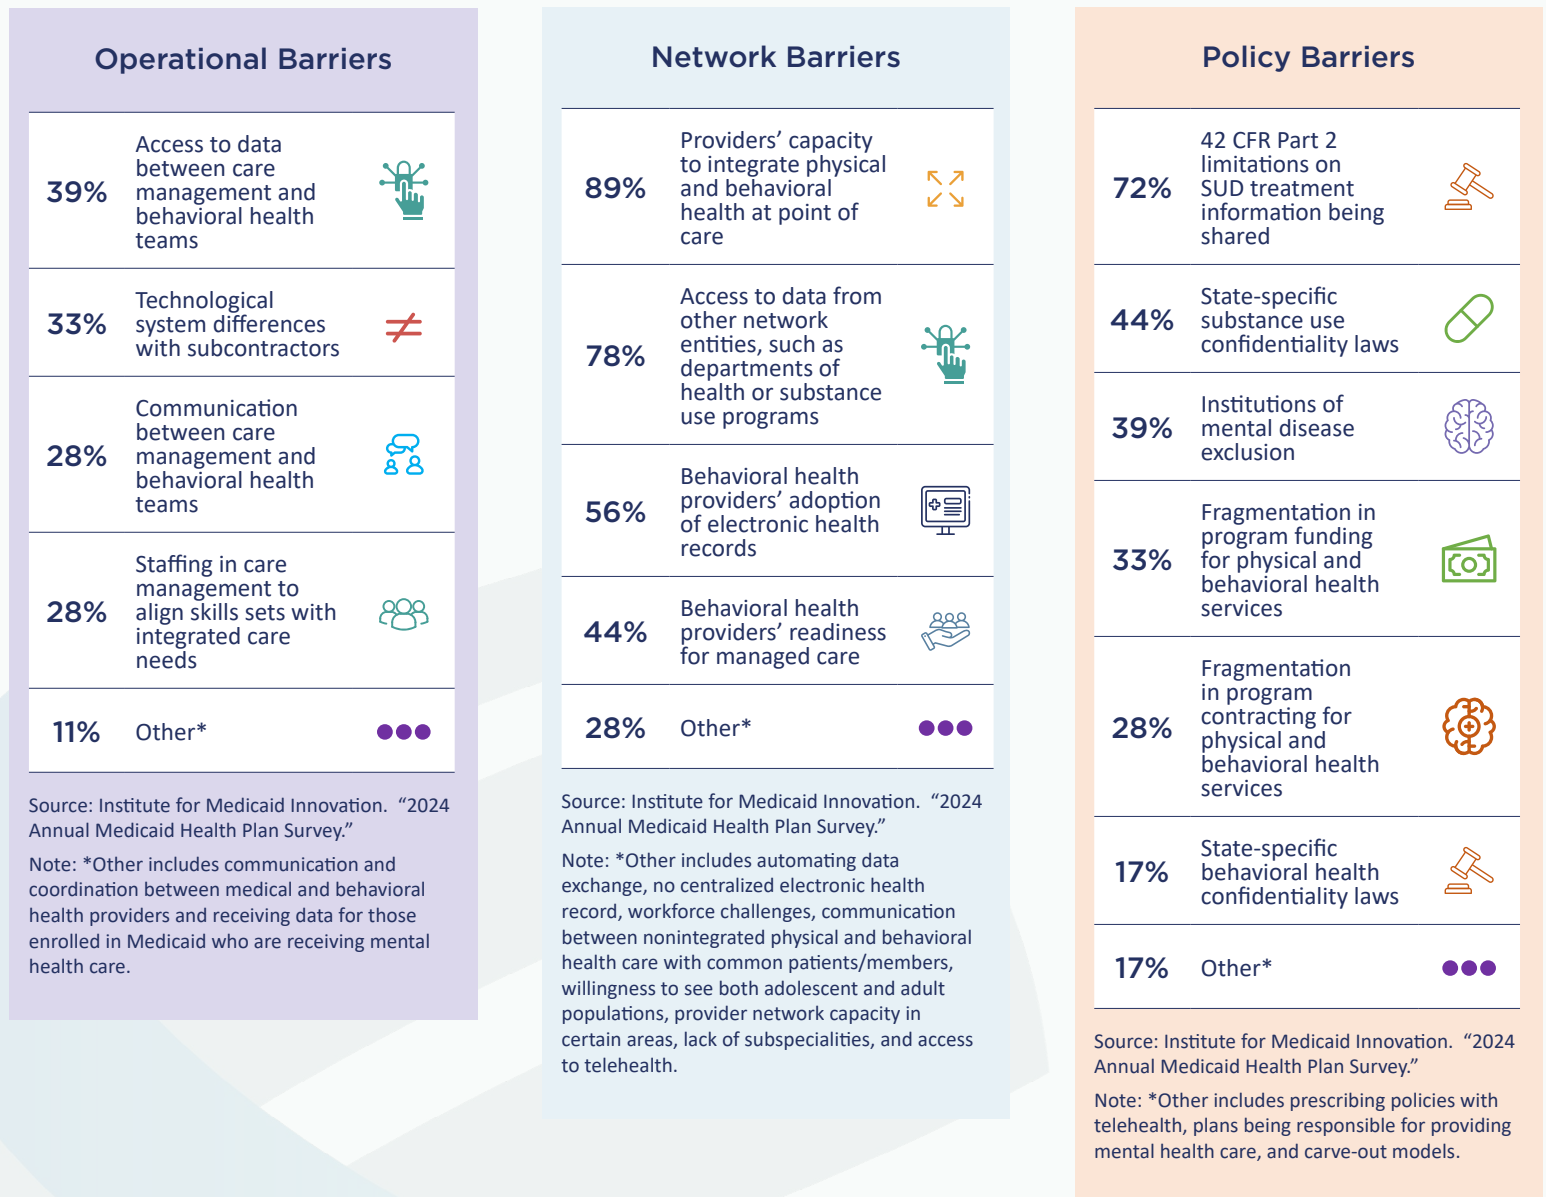 Operational Barriers
39%
Access to data
between care
management and
behavioral health
teams
33%
Technological
system differences
with subcontractors
28%
Communication
between care
management and
behavioral health
teams
28%
Staffing in care
management to
align skills sets with
integrated care
needs
11%
Other*
Source: Institute for Medicaid Innovation.  “2024
Annual Medicaid Health Plan Survey.”
Note: *Other includes communication and
coordination between medical and behavioral
health providers and receiving data for those
enrolled in Medicaid who are receiving mental
health care.
Network Barriers
89%
Providers’ capacity
to integrate physical
and behavioral
health at point of
care
78%
Access to data from
other network
entities, such as
departments of
health or substance
use programs
56%
Behavioral health
providers’ adoption
of electronic health
records
44%
Behavioral health
providers’ readiness
for managed care
28%
Other*
Source: Institute for Medicaid Innovation.  “2024
Annual Medicaid Health Plan Survey.”
Note: *Other includes automating data
exchange, no centralized electronic health
record, workforce challenges, communication
between nonintegrated physical and behavioral
health care with common patients/members,
willingness to see both adolescent and adult
populations, provider network capacity in
certain areas, lack of subspecialities, and access
to telehealth.
Policy Barriers
72%
42 CFR Part 2
limitations on
SUD treatment
information being
shared
44%
State-specific
substance use
confidentiality laws
39%
Institutions of
mental disease
exclusion
33%
Fragmentation in
program funding
for physical and
behavioral health
services
28%
Fragmentation
in program
contracting for
physical and
behavioral health
services
17%
State-specific
behavioral health
confidentiality laws
17%
Other*
Source: Institute for Medicaid Innovation.  “2024
Annual Medicaid Health Plan Survey.”
Note: *Other includes prescribing policies with
telehealth, plans being responsible for providing
mental health care, and carve-out models.